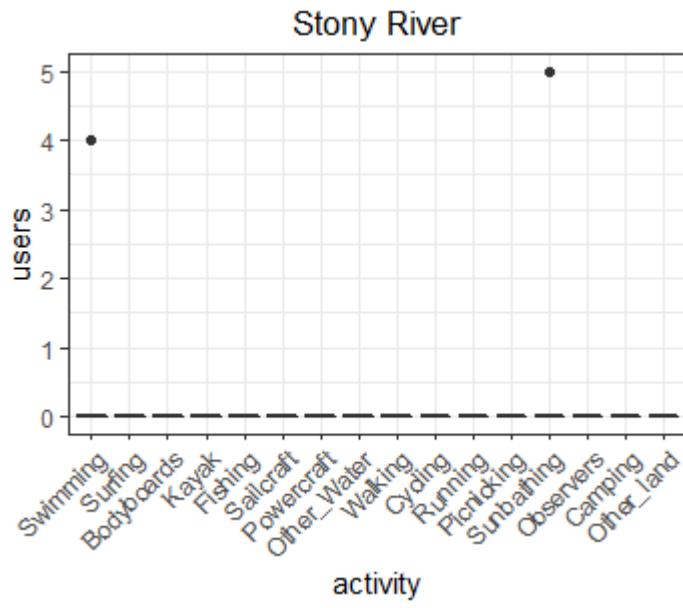 Stony River
5
4
3
2
1
0
users
Swimming
Surfing
Bodyboards
Kayak
Fishing
Sailcraft
Powercraft
Other_Water
Walking
Cycling
Running
Picnicking
Sunbathing
Observers
Camping
Other_land
activity